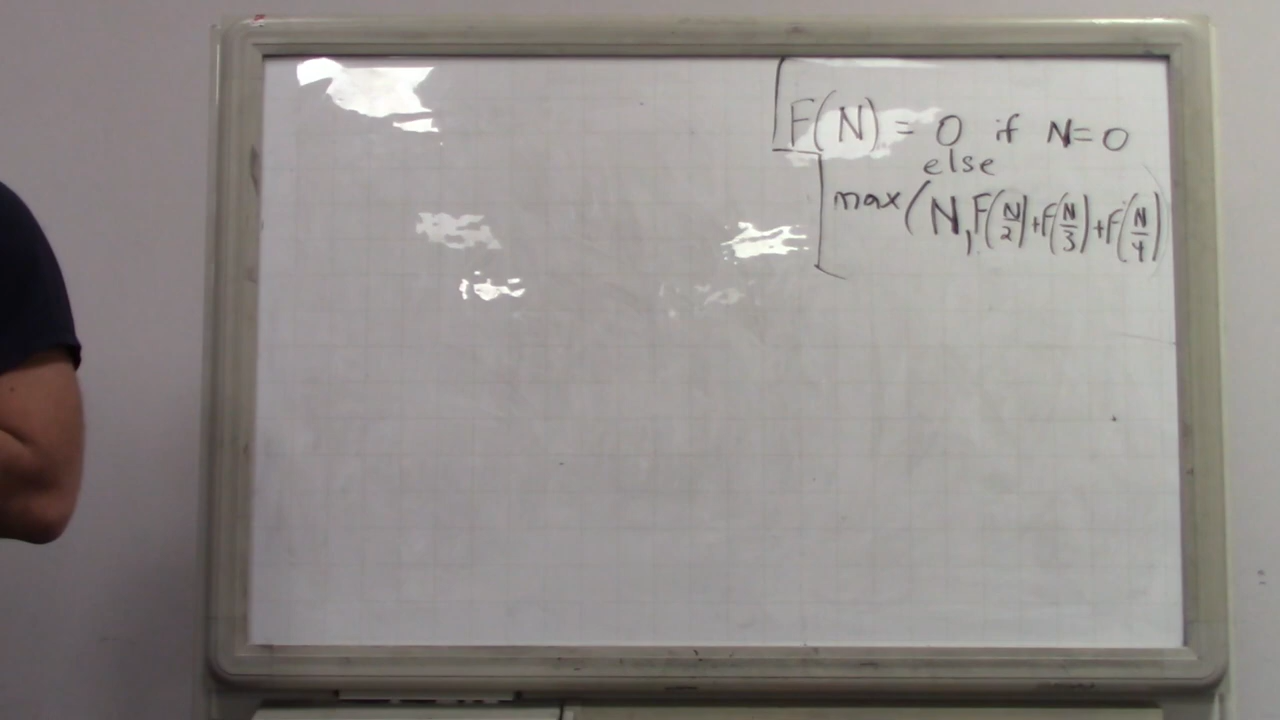 F(N) = 0 if N=0
else
max(N, F(N/2)+F(N/3)+F(N/4))